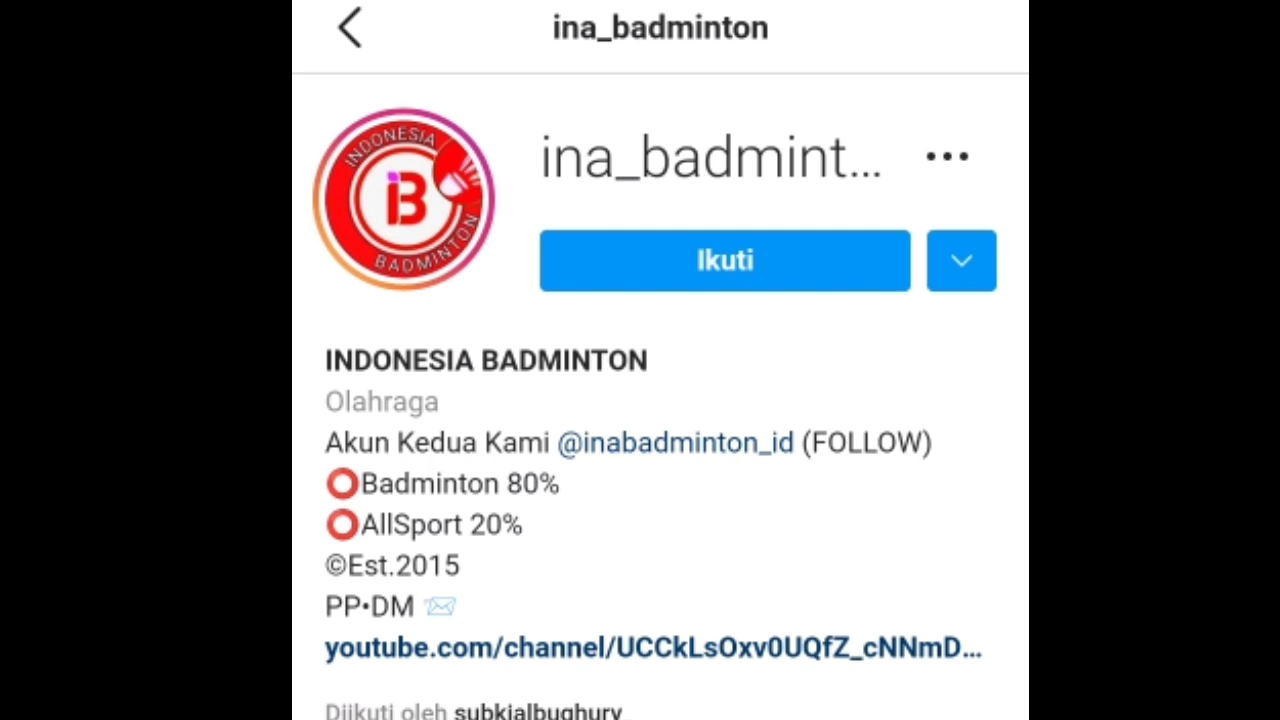 ina_badminton
INDONESIA
B
BADMINTON
ina_badmint...
Ikuti
INDONESIA BADMINTON
Olahraga
Akun Kedua Kami @inabadminton_id (FOLLOW)
⭕Badminton 80%
⭕AllSport 20%
©Est.2015
PP•DM 📨
youtube.com/channel/UCCkLsOxv0UQfZ_cNNmD...
Diikuti oleh subkialbughury_